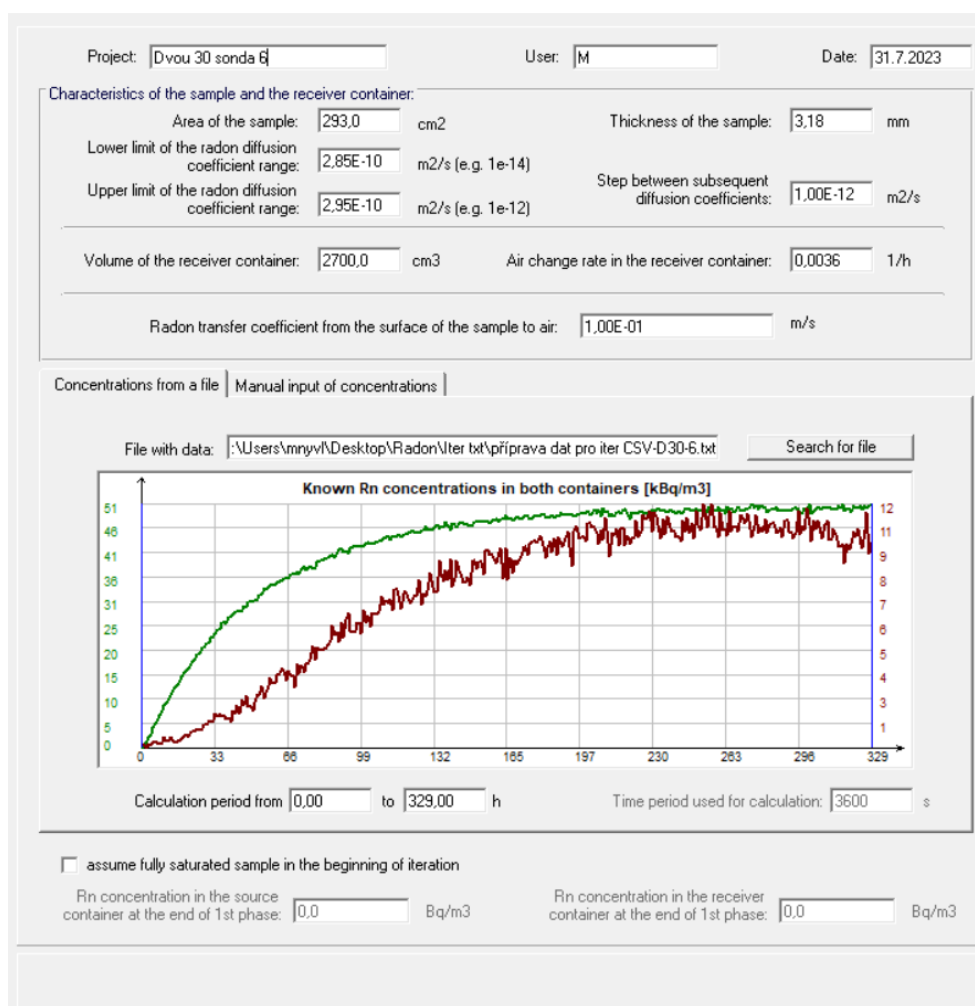 Project: Dvou 30 sonda 6 User: M Date: 31.7.2023
Characteristics of the sample and the receiver container:
Area of the sample: 293,0 cm2 Thickness of the sample: 3,18 mm
Lower limit of the radon diffusion
coefficient range: 2,85E-10 m2/s (e.g. 1e-14)
Upper limit of the radon diffusion
coefficient range: 2,95E-10 m2/s (e.g. 1e-12)
Step between subsequent
diffusion coefficients: 1,00E-12 m2/s
Volume of the receiver container: 2700,0 cm3 Air change rate in the receiver container: 0,0036 1/h
Radon transfer coefficient from the surface of the sample to air: 1,00E-01 m/s
Concentrations from a file Manual input of concentrations
File with data: :\Users\mnyvl\Desktop\Radon\Iter txt\příprava dat pro iter CSV-D30-6.txt Search for file
Known Rn concentrations in both containers [kBq/m3]
51 12
46 11
41 9
36 8
31 7
25 6
20 5
15 4
10 3
5 1
0
0 33 66 99 132 165 197 230 263 296 329
Calculation period from 0,00 to 329,00 h Time period used for calculation: 3600 s
assume fully saturated sample in the beginning of iteration
Rn concentration in the source
container at the end of 1st phase: 0,0 Bq/m3
Rn concentration in the receiver
container at the end of 1st phase: 0,0 Bq/m3